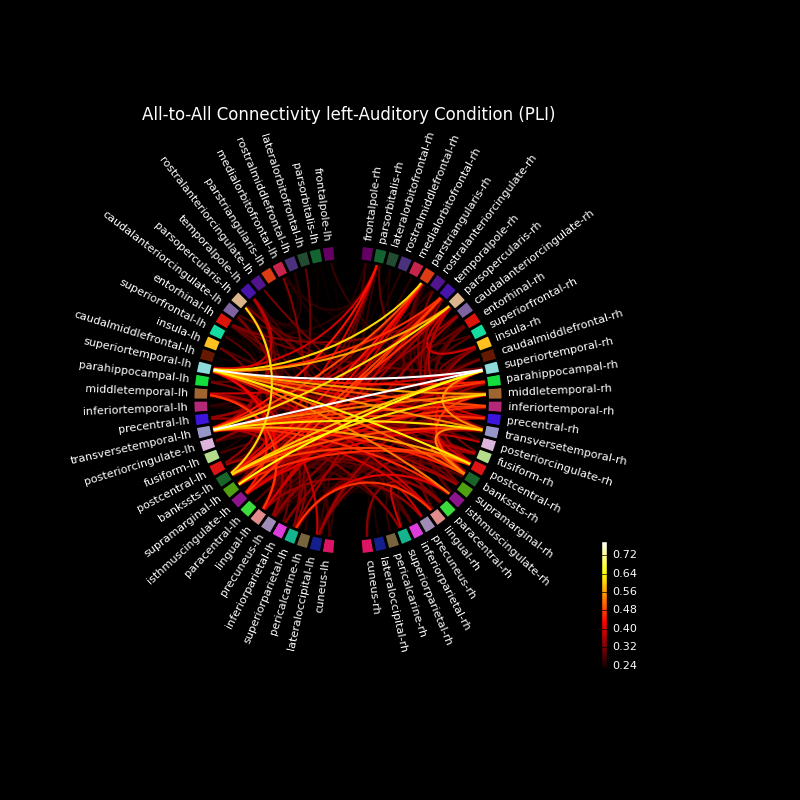 All-to-All Connectivity left-Auditory Condition (PLI)
frontalpole-lh
parsorbitalis-lh
lateralorbitofrontal-lh
rostralmiddlefrontal-lh
medialorbitofrontal-lh
parstriangularis-lh
rostralanteriorcingulate-lh
temporalpole-lh
parsopercularis-lh
caudalanteriorcingulate-lh
entorhinal-lh
superiorfrontal-lh
insula-lh
caudalmiddlefrontal-lh
superiortemporal-lh
parahippocampal-lh
middletemporal-lh
inferiortemporal-lh
precentral-lh
transversetemporal-lh
posteriorcingulate-lh
fusiform-lh
postcentral-lh
bankssts-lh
supramarginal-lh
isthmuscingulate-lh
paracentral-lh
lingual-lh
precuneus-lh
inferiorparietal-lh
superiorparietal-lh
pericalcarine-lh
lateraloccipital-lh
cuneus-lh
frontalpole-rh
parsorbitalis-rh
lateralorbitofrontal-rh
rostralmiddlefrontal-rh
medialorbitofrontal-rh
parstriangularis-rh
rostralanteriorcingulate-rh
temporalpole-rh
parsopercularis-rh
caudalanteriorcingulate-rh
entorhinal-rh
superiorfrontal-rh
insula-rh
caudalmiddlefrontal-rh
superiortemporal-rh
parahippocampal-rh
middletemporal-rh
inferiortemporal-rh
precentral-rh
transversetemporal-rh
posteriorcingulate-rh
fusiform-rh
postcentral-rh
bankssts-rh
supramarginal-rh
isthmuscingulate-rh
paracentral-rh
lingual-rh
precuneus-rh
inferiorparietal-rh
superiorparietal-rh
pericalcarine-rh
lateraloccipital-rh
cuneus-rh
0.72
0.64
0.56
0.48
0.40
0.32
0.24